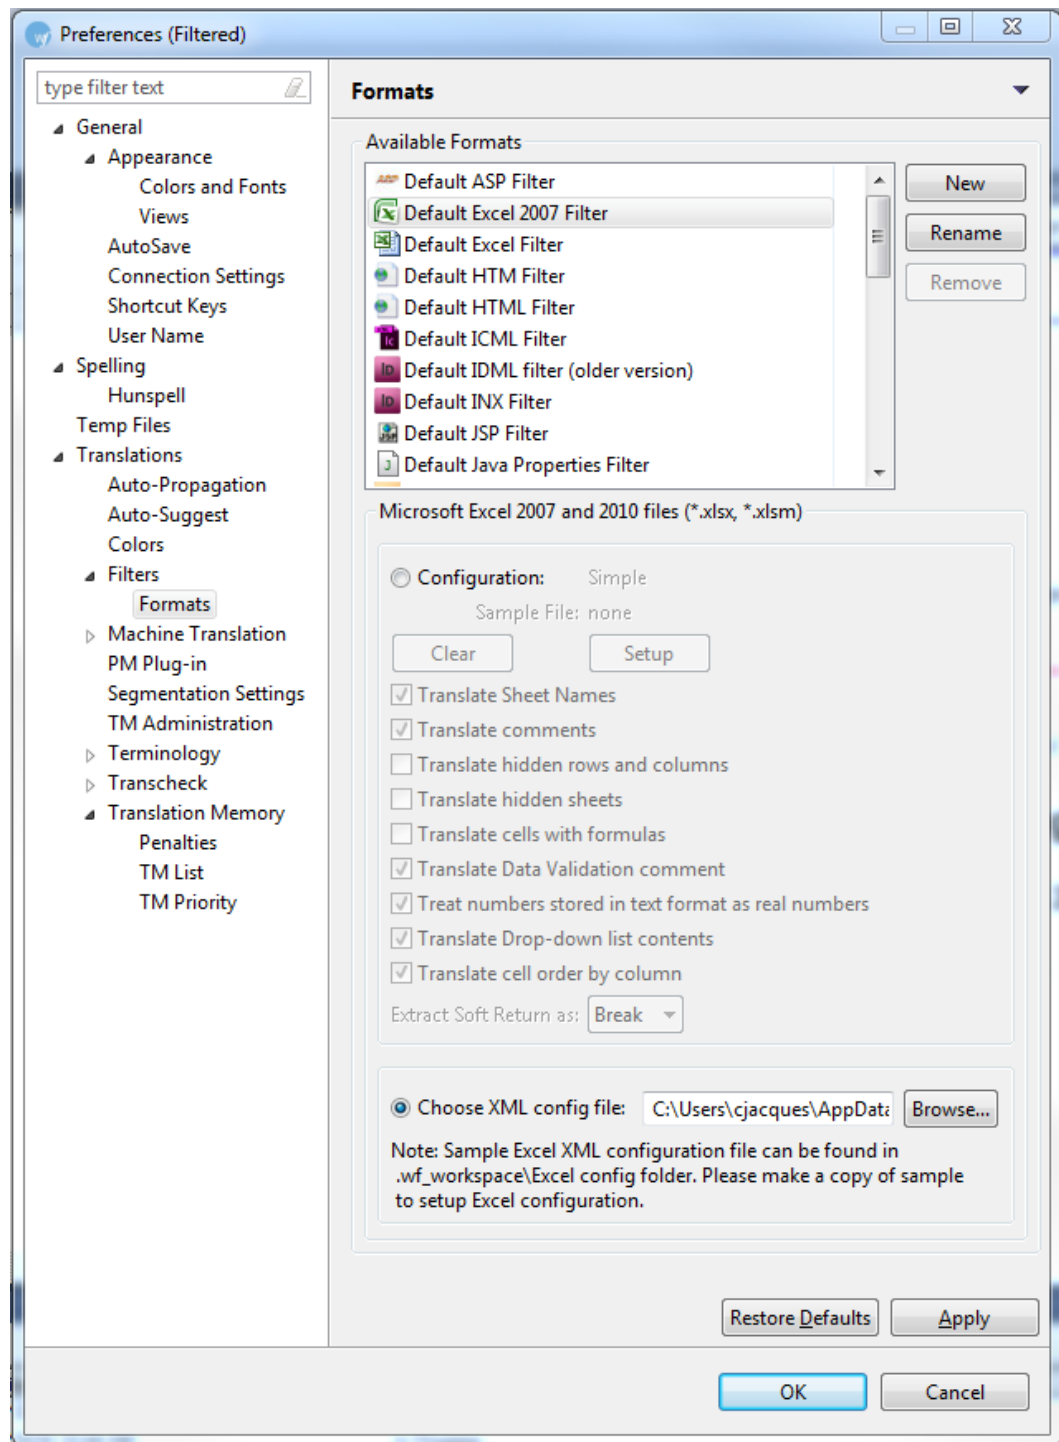 Preferences (Filtered)
type filter text
General
Appearance
Colors and Fonts
Views
AutoSave
Connection Settings
Shortcut Keys
User Name
Spelling
Hunspell
Temp Files
Translations
Auto-Propagation
Auto-Suggest
Colors
Filters
Formats
Machine Translation
PM Plug-in
Segmentation Settings
TM Administration
Terminology
Transcheck
Translation Memory
Penalties
TM List
TM Priority
Formats
Available Formats
Default ASP Filter
Default Excel 2007 Filter
Default Excel Filter
Default HTM Filter
Default HTML Filter
Default ICML Filter
Default IDML filter (older version)
Default INX Filter
Default JSP Filter
Default Java Properties Filter
New
Rename
Remove
Microsoft Excel 2007 and 2010 files (*.xlsx, *.xlsm)
Configuration: Simple
Sample File: none
Clear Setup
Translate Sheet Names
Translate comments
Translate hidden rows and columns
Translate hidden sheets
Translate cells with formulas
Translate Data Validation comment
Treat numbers stored in text format as real numbers
Translate Drop-down list contents
Translate cell order by column
Extract Soft Return as: Break
Choose XML config file: C:\Users\cjacques\AppData Browse...
Note: Sample Excel XML configuration file can be found in
.wf_workspace\Excel config folder. Please make a copy of sample
to setup Excel configuration.
Restore Defaults Apply
OK Cancel